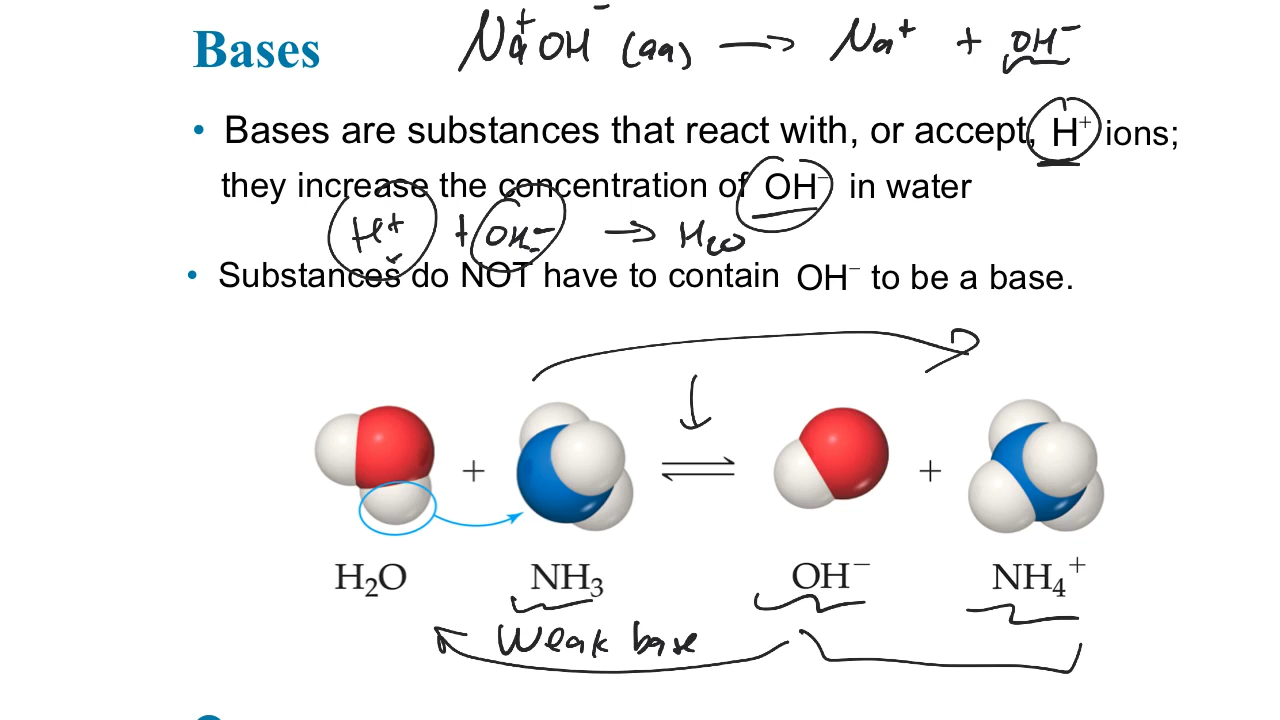 Bases Na⁺OH⁻ (aq) → Na⁺ + OH⁻
• Bases are substances that react with, or accept, H⁺ ions;
they increase the concentration of OH⁻ in water
H⁺ + OH⁻ → H₂O
• Substances do NOT have to contain OH⁻ to be a base.
+ ⇌ +
H₂O NH₃ OH⁻ NH₄⁺
Weak base